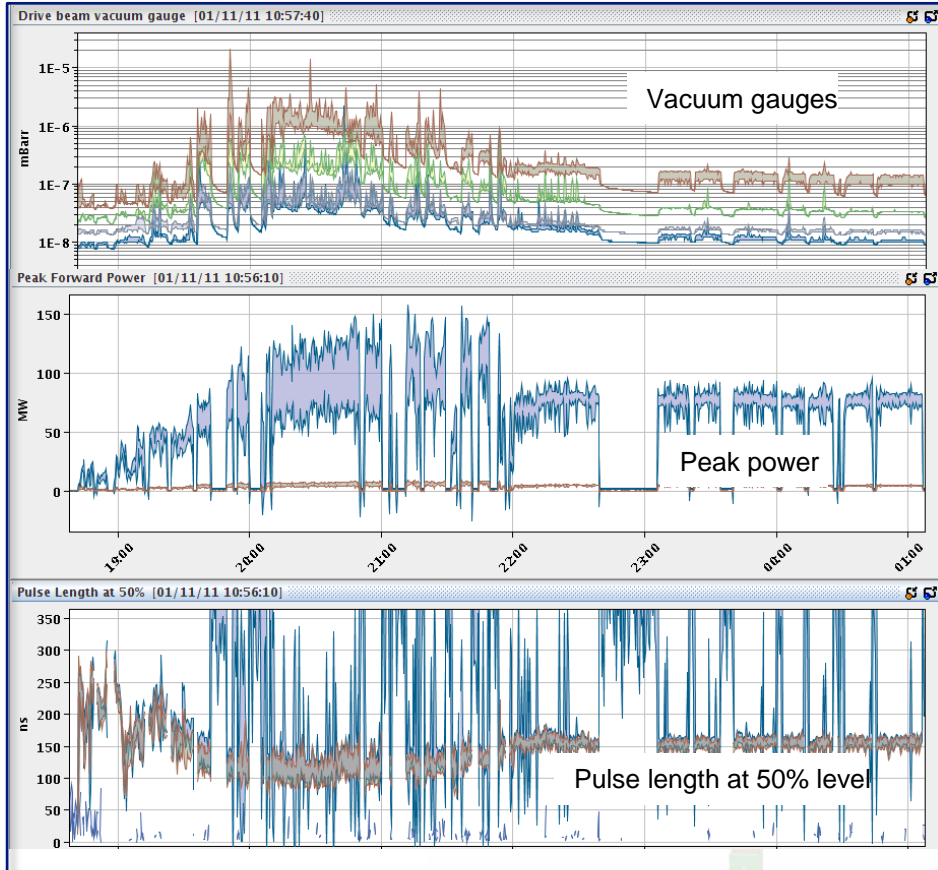 Drive beam vacuum gauge [01/11/11 10:57:40]
Vacuum gauges
mBarr
1E-5
1E-6
1E-7
1E-8
Peak Forward Power [01/11/11 10:56:10]
MW
150
100
50
0
Peak power
19:00 20:00 21:00 22:00 23:00 00:00 01:00
Pulse Length at 50% [01/11/11 10:56:10]
ns
350
300
250
200
150
100
50
0
Pulse length at 50% level